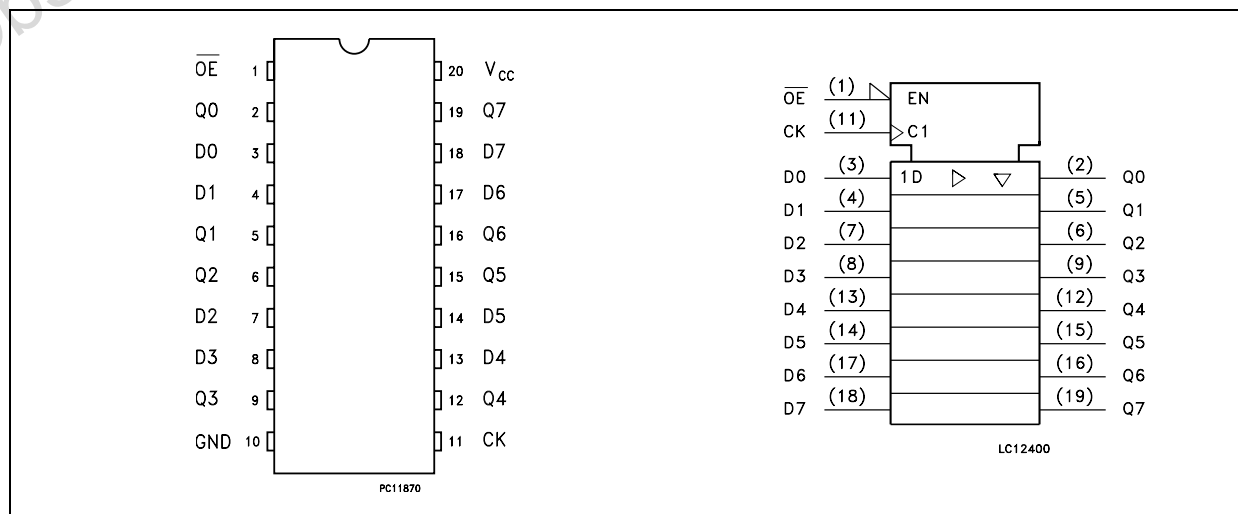 O̅E̅ 1 20 VCC
Q0 2 19 Q7
D0 3 18 D7
D1 4 17 D6
Q1 5 16 Q6
Q2 6 15 Q5
D2 7 14 D5
D3 8 13 D4
Q3 9 12 Q4
GND 10 11 CK
PC11870
O̅E̅ (1) EN
CK (11) C1
D0 (3) 1D (2) Q0
D1 (4) (5) Q1
D2 (7) (6) Q2
D3 (8) (9) Q3
D4 (13) (12) Q4
D5 (14) (15) Q5
D6 (17) (16) Q6
D7 (18) (19) Q7
LC12400